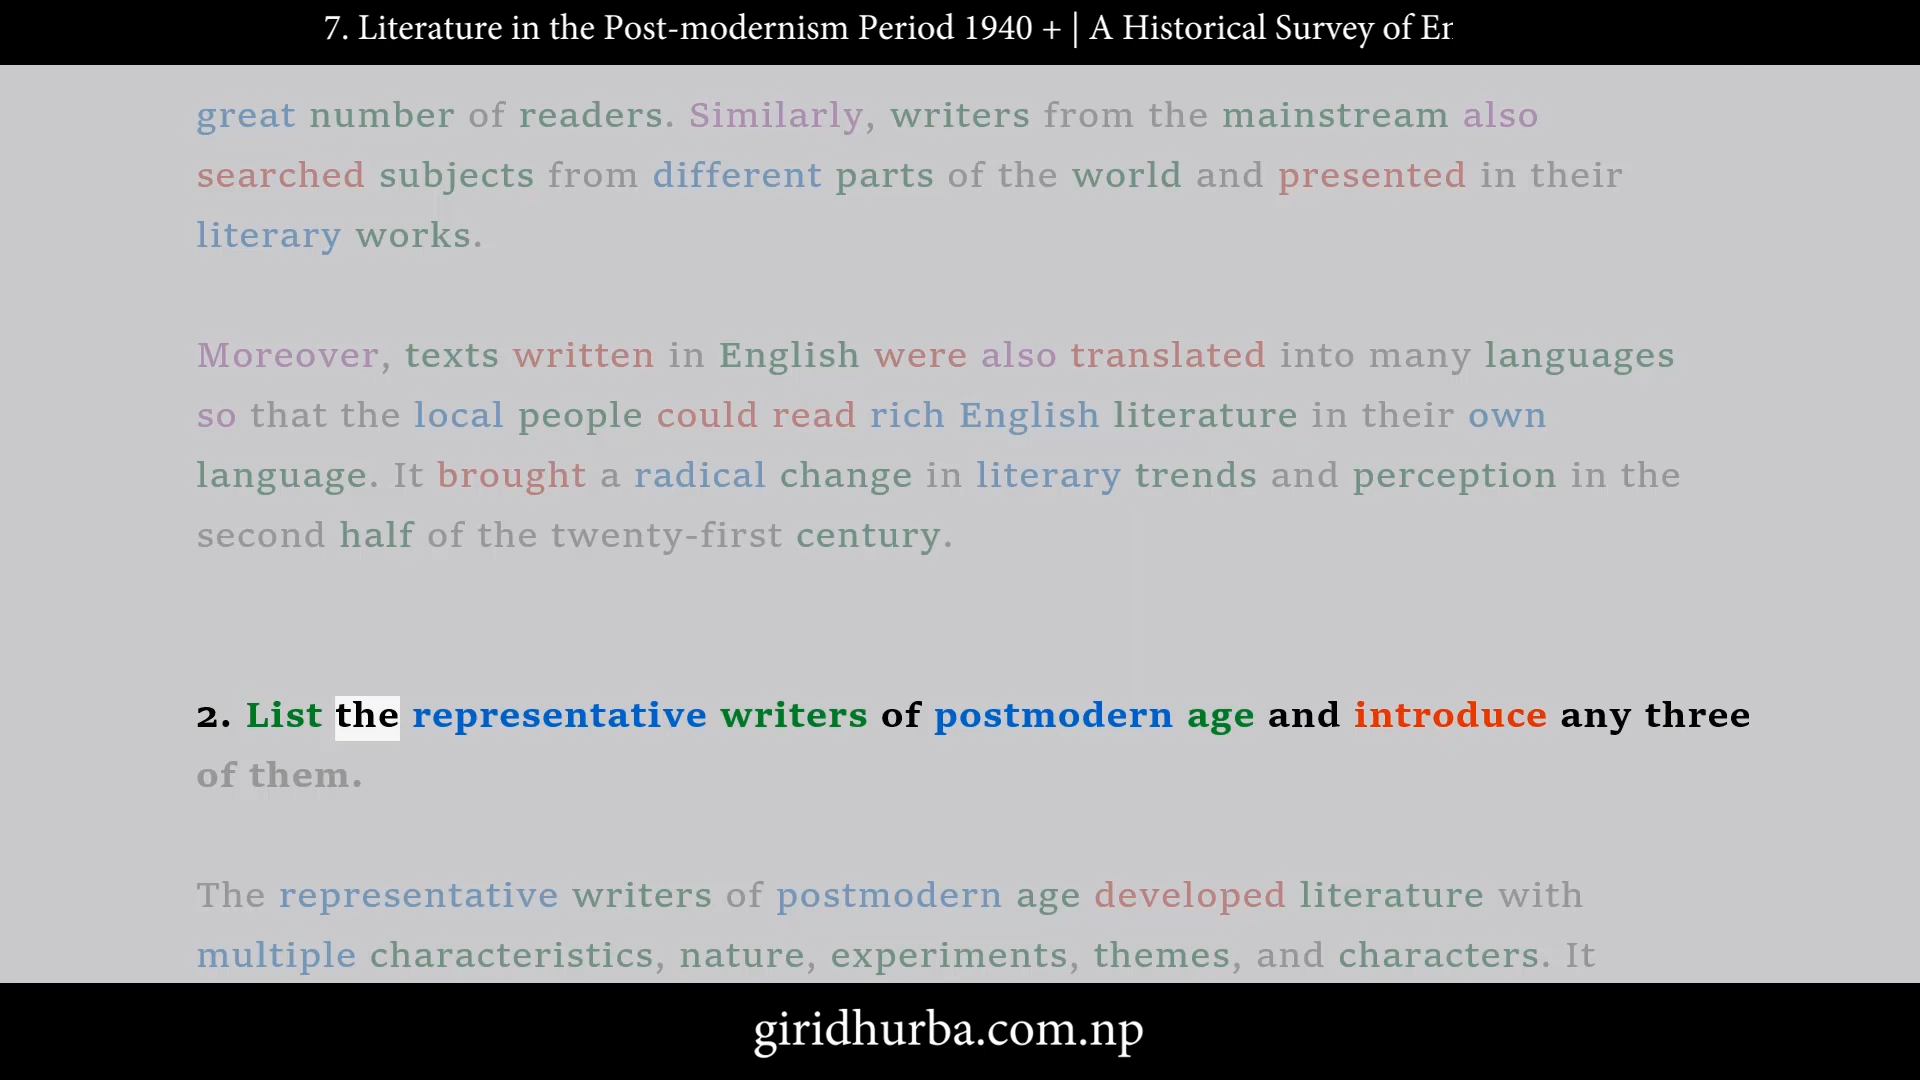 7. Literature in the Post-modernism Period 1940 + | A Historical Survey of En
great number of readers. Similarly, writers from the mainstream also
searched subjects from different parts of the world and presented in their
literary works.
Moreover, texts written in English were also translated into many languages
so that the local people could read rich English literature in their own
language. It brought a radical change in literary trends and perception in the
second half of the twenty-first century.
2. List the representative writers of postmodern age and introduce any three
of them.
The representative writers of postmodern age developed literature with
multiple characteristics, nature, experiments, themes, and characters. It
giridhurba.com.np